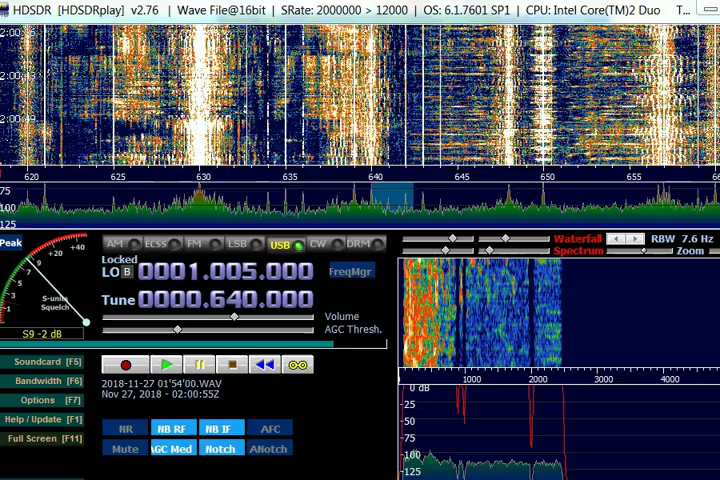 HDSDR [HDSDRplay] v2.76 | Wave File@16bit | SRate: 2000000 > 12000 | OS: 6.1.7601 SP1 | CPU: Intel Core(TM)2 Duo T...
620 625 630 635 640 645 650 655
75
100
125
Peak
AM ECSS FM LSB USB CW DRM
Waterfall RBW 7.6 Hz
Spectrum Zoom
Locked
LO B 0001.005.000 FreqMgr
Tune 0000.640.000
1 3 5 7 9 +20 +40
S-units
Squelch
S9 -2 dB
Volume
AGC Thresh.
Soundcard [F5]
Bandwidth [F6]
Options [F7]
Help / Update [F1]
Full Screen [F11]
2018-11-27 01'54'00.WAV
Nov 27, 2018 - 02:00:55Z
NR NB RF NB IF AFC
Mute AGC Med Notch ANotch
0 1000 2000 3000 4000
0 dB
-25
-50
-75
-100
-125